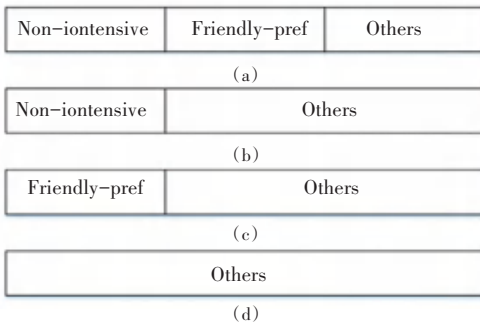 Non-iontensive Friendly-pref Others
(a)
Non-iontensive Others
(b)
Friendly-pref Others
(c)
Others
(d)